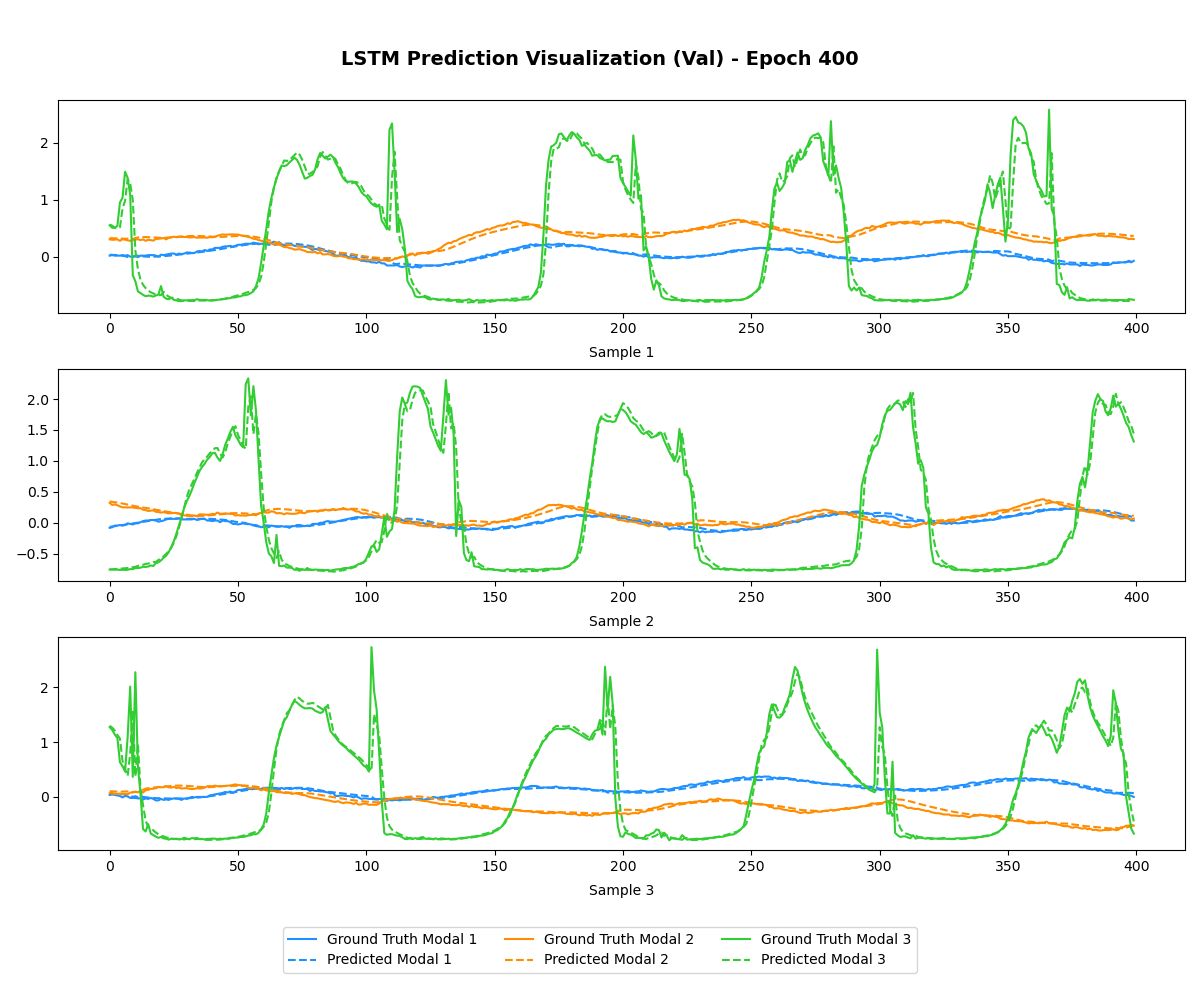 LSTM Prediction Visualization (Val) - Epoch 400
2
1
0
0 50 100 150 200 250 300 350 400
Sample 1
2.0
1.5
1.0
0.5
0.0
−0.5
0 50 100 150 200 250 300 350 400
Sample 2
2
1
0
0 50 100 150 200 250 300 350 400
Sample 3
Ground Truth Modal 1 Ground Truth Modal 2 Ground Truth Modal 3
Predicted Modal 1 Predicted Modal 2 Predicted Modal 3